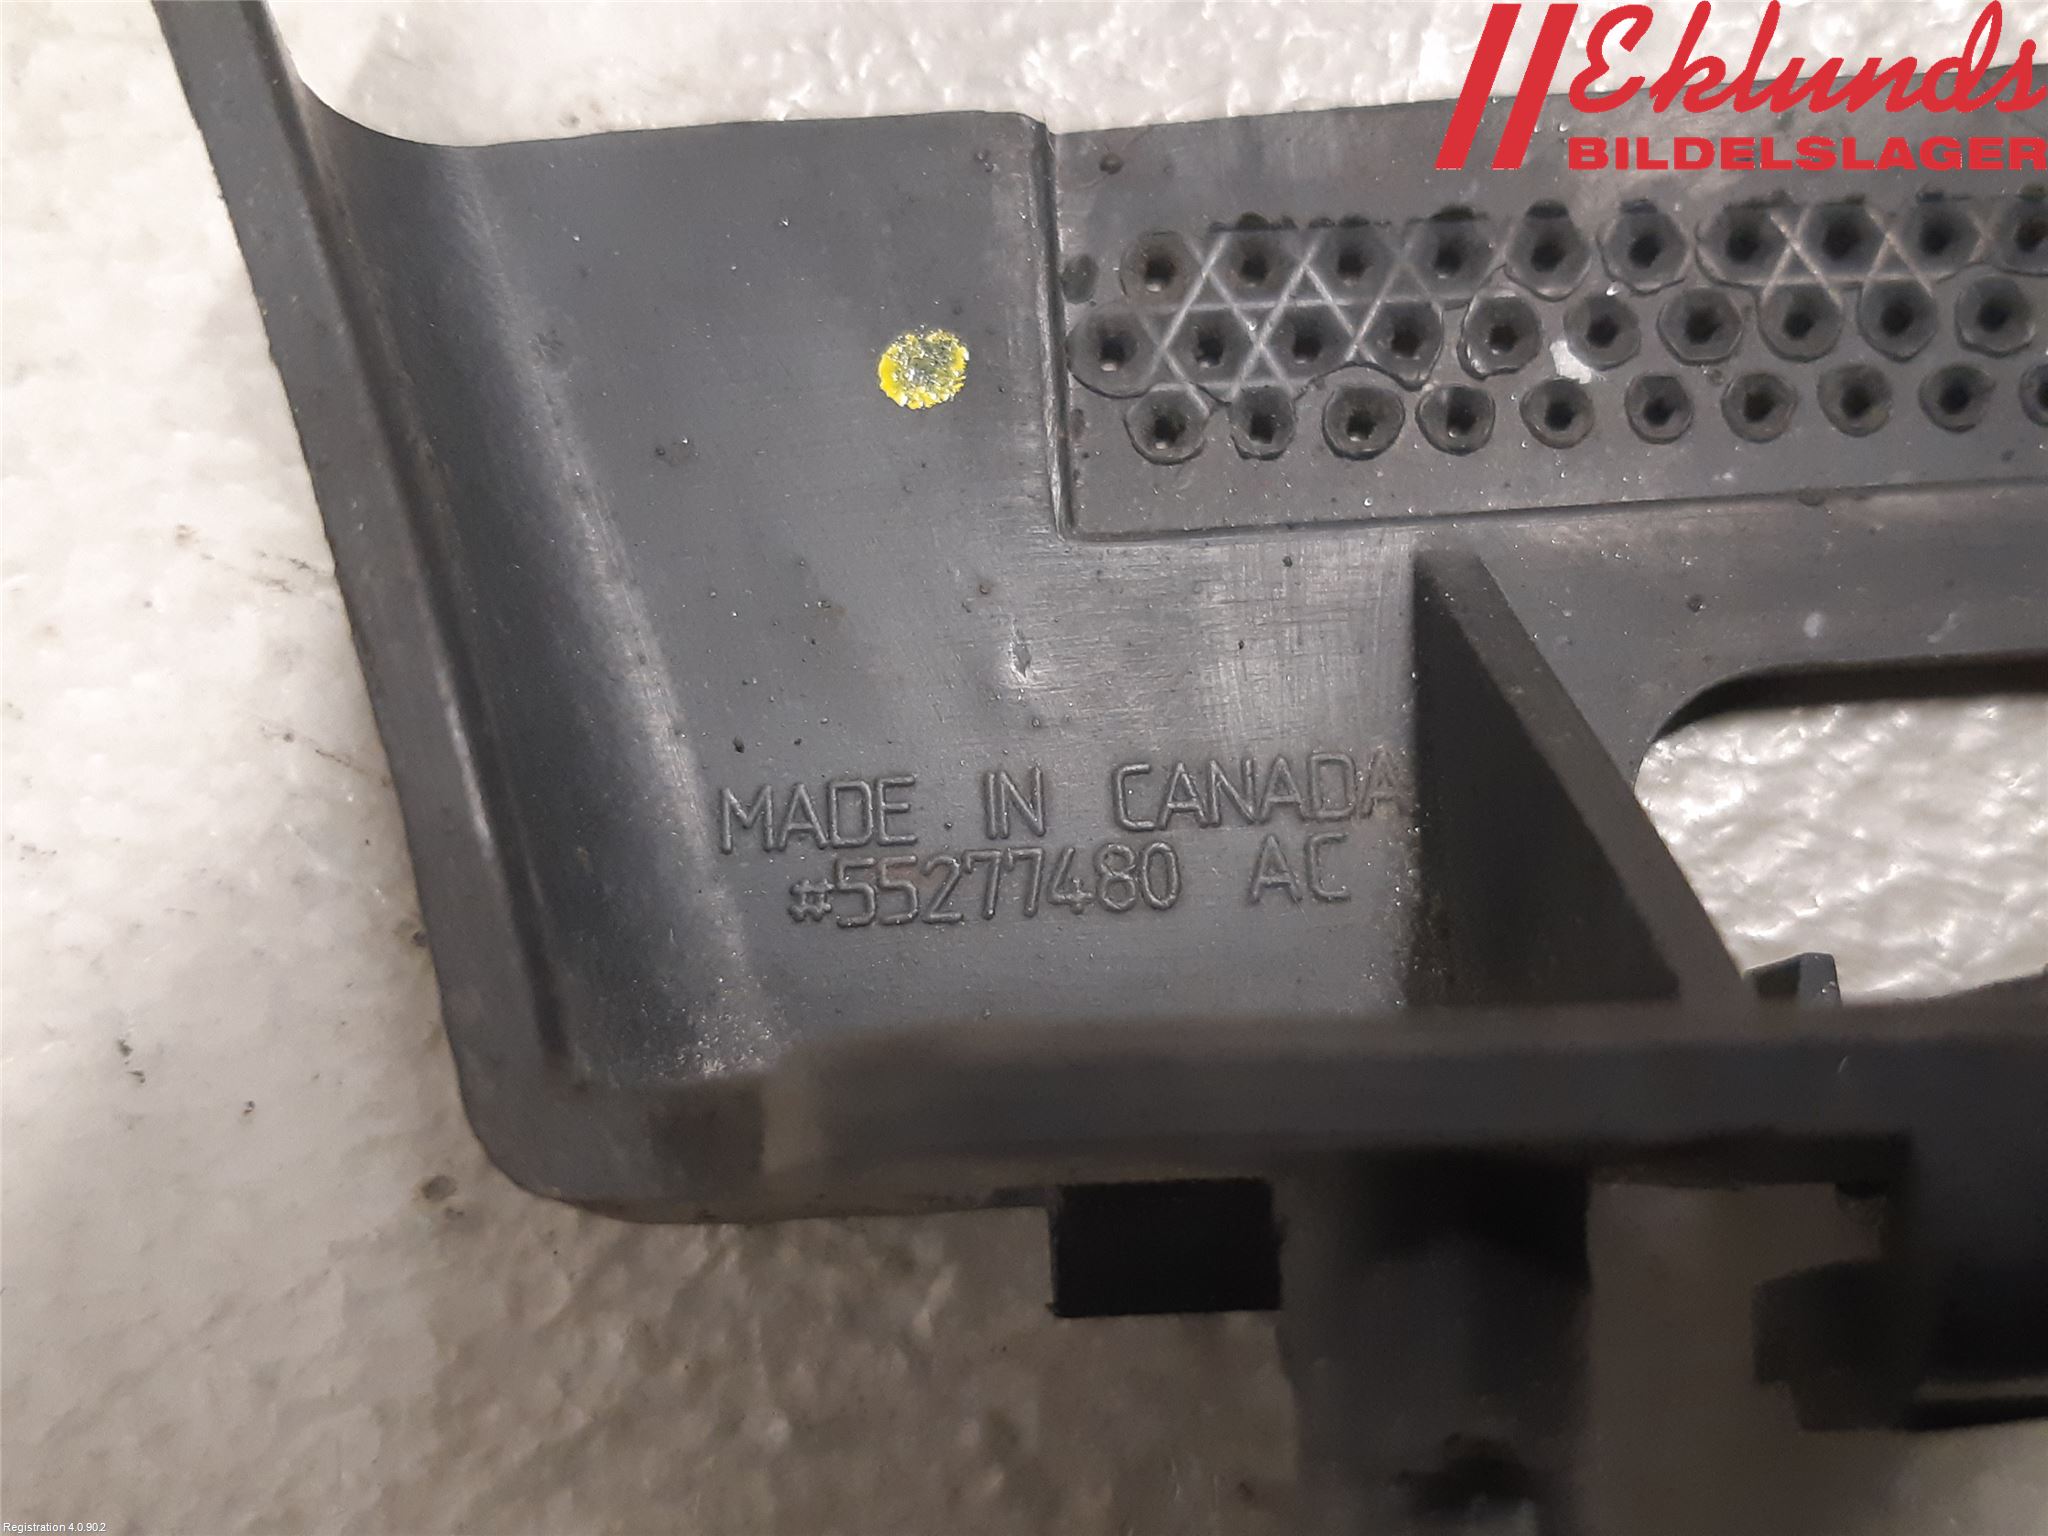 Eklunds
BILDELSLAGER
MADE IN CANADA
#55277480 AC
Registration 4.0.902